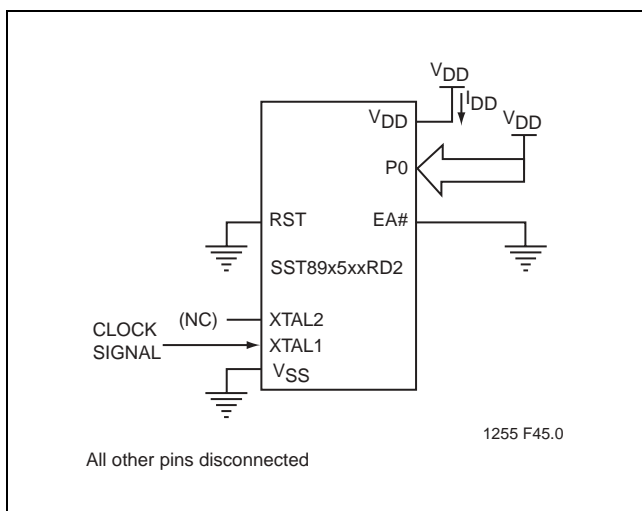 VDD
IDD
VDD
VDD
P0
RST
EA#
SST89x5xxRD2
(NC)
XTAL2
CLOCK
SIGNAL
XTAL1
VSS
1255 F45.0
All other pins disconnected